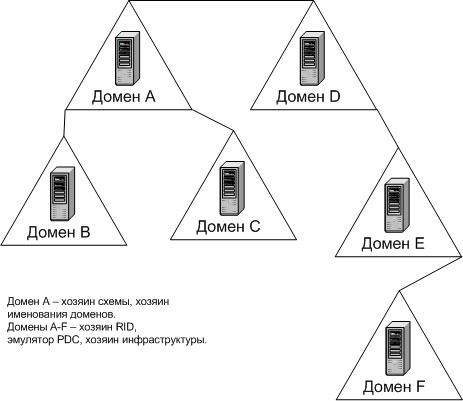 Домен A
Домен D
Домен B
Домен C
Домен E
Домен F
Домен A – хозяин схемы, хозяин
именования доменов.
Домены A-F – хозяин RID,
эмулятор PDC, хозяин инфраструктуры.